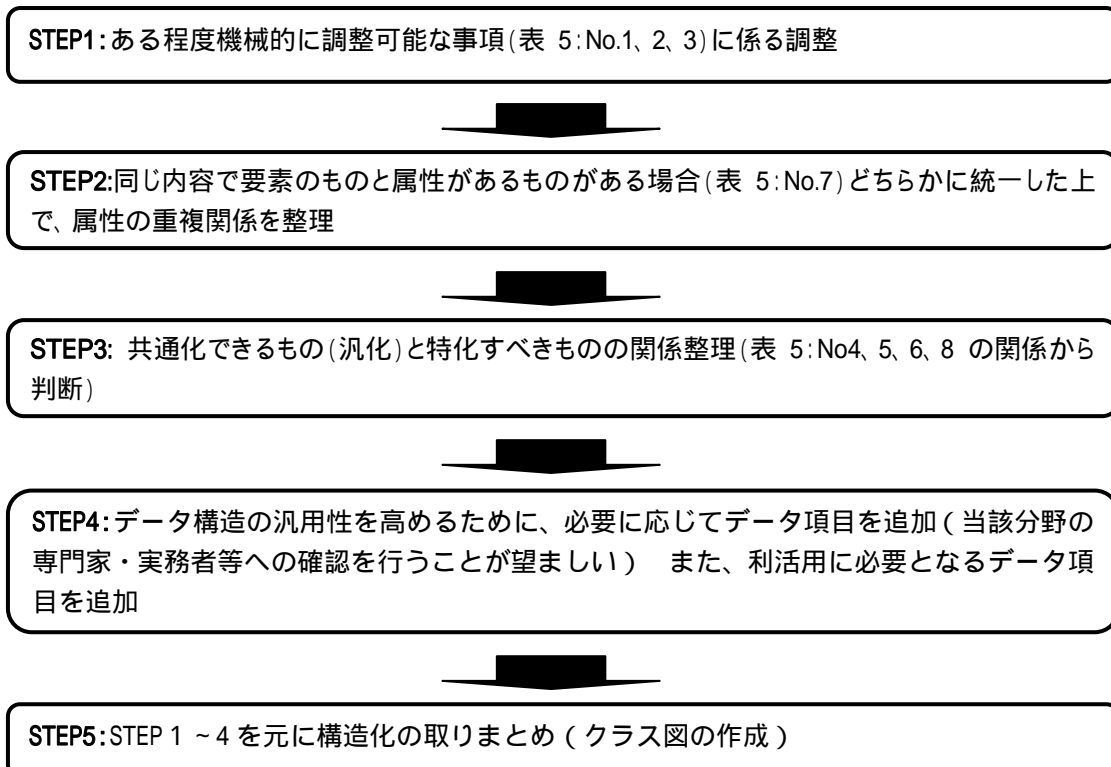 STEP1:ある程度機械的に調整可能な事項(表 5:No.1、2、3)に係る調整
STEP2:同じ内容で要素のものと属性があるものがある場合(表 5:No.7)どちらかに統一した上
で、属性の重複関係を整理
STEP3: 共通化できるもの(汎化)と特化すべきものの関係整理(表 5:No4、5、6、8 の関係から
判断)
STEP4:データ構造の汎用性を高めるために、必要に応じてデータ項目を追加(当該分野の
専門家・実務者等への確認を行うことが望ましい) また、利活用に必要となるデータ項
目を追加
STEP5:STEP 1 ~4 を元に構造化の取りまとめ(クラス図の作成)